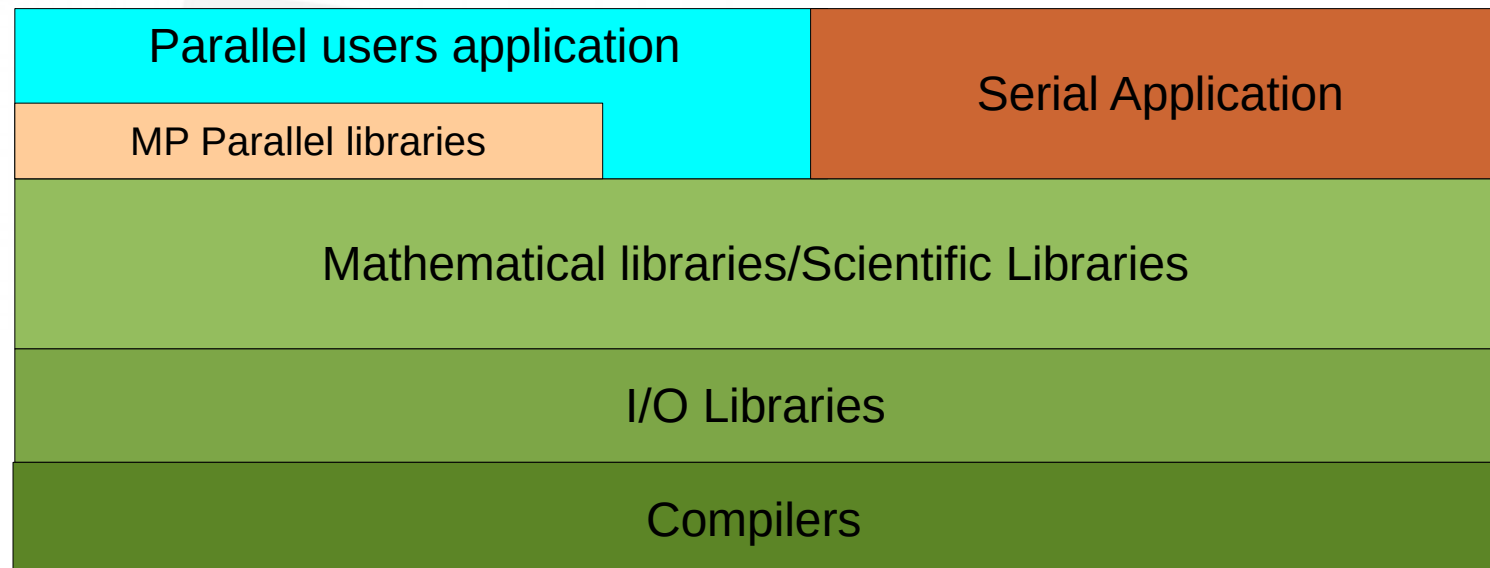 Parallel users application
Serial Application
MP Parallel libraries
Mathematical libraries/Scientific Libraries
I/O Libraries
Compilers